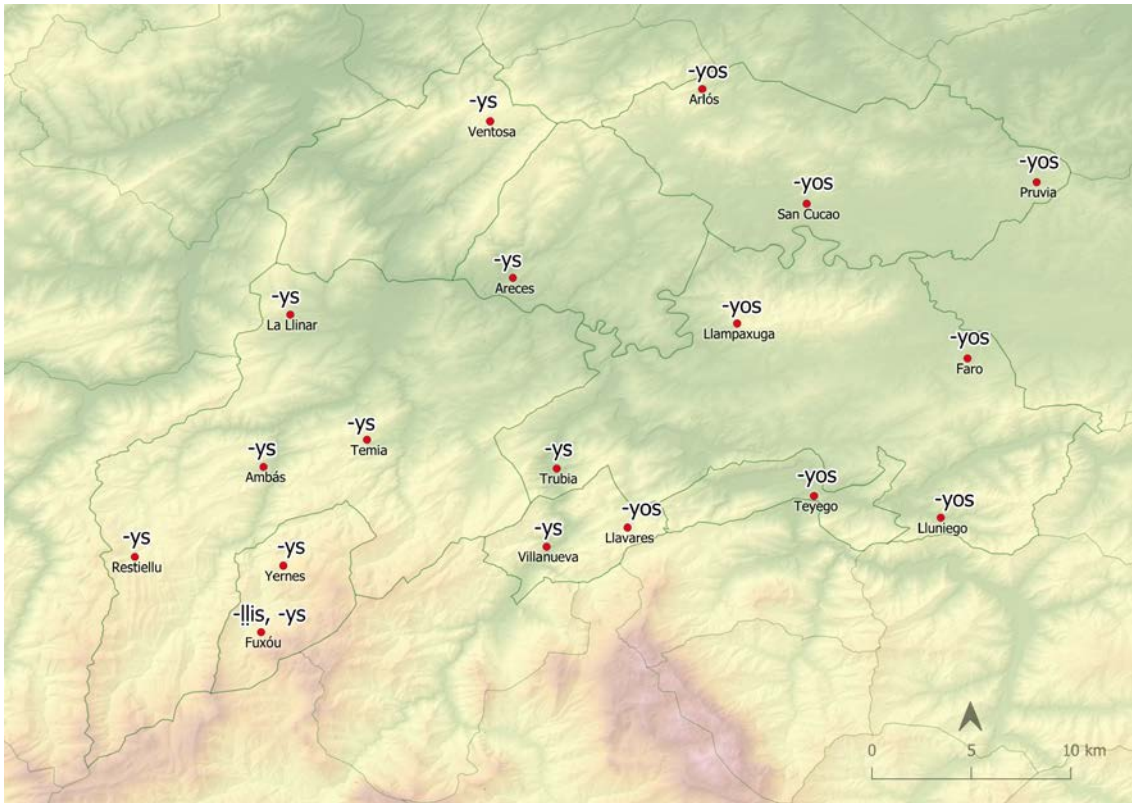 -yos
Arlós
-ys
Ventosa
-yos
Pruvia
-yos
San Cucao
-ys
Areces
-ys
La Llinar
-yos
Llampaxuga
-yos
Faro
-ys
Temia
-ys
Ambás
-ys
Trubia
-yos
Teyego
-yos
Lluniego
-yos
Llavares
-ys
Villanueva
-ys
Restiellu
-ys
Yernes
-ḷḷis, -ys
Fuxóu
0 5 10 km